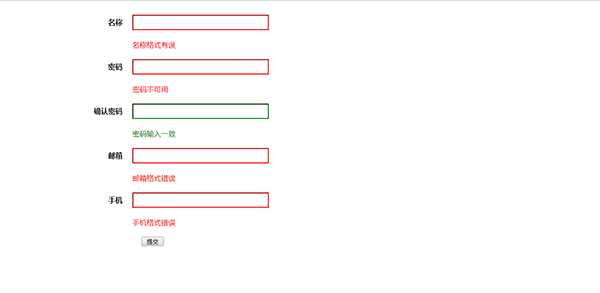 名称
名称格式有误
密码
密码不可用
确认密码
密码输入一致
邮箱
邮箱格式错误
手机
手机格式错误
提交